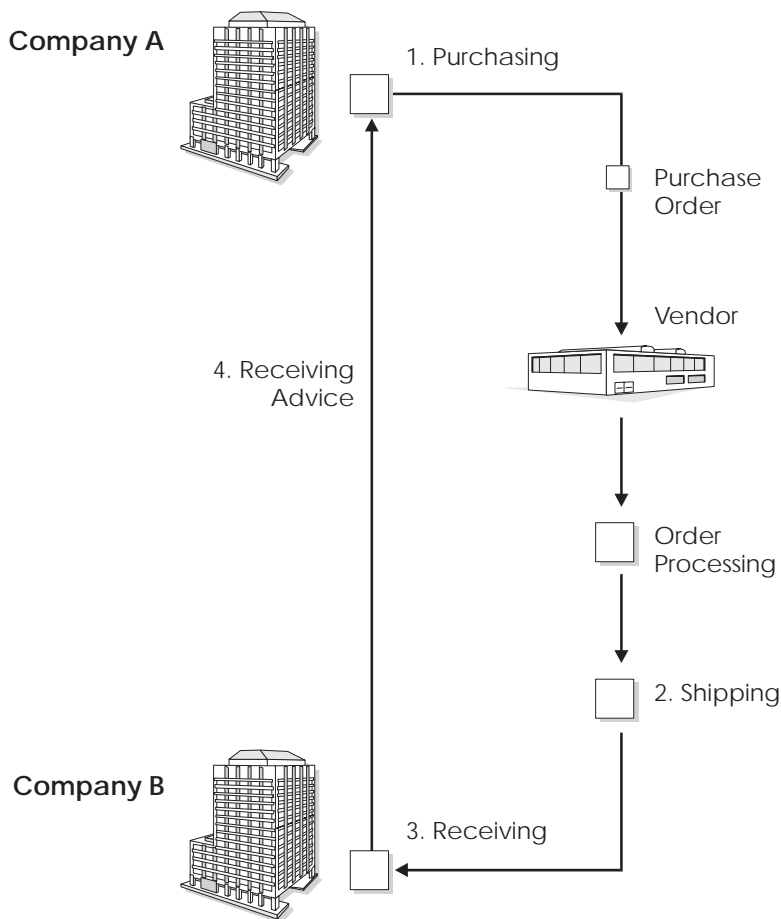 Company A
1. Purchasing
Purchase
Order
Vendor
4. Receiving
Advice
Order
Processing
2. Shipping
Company B
3. Receiving